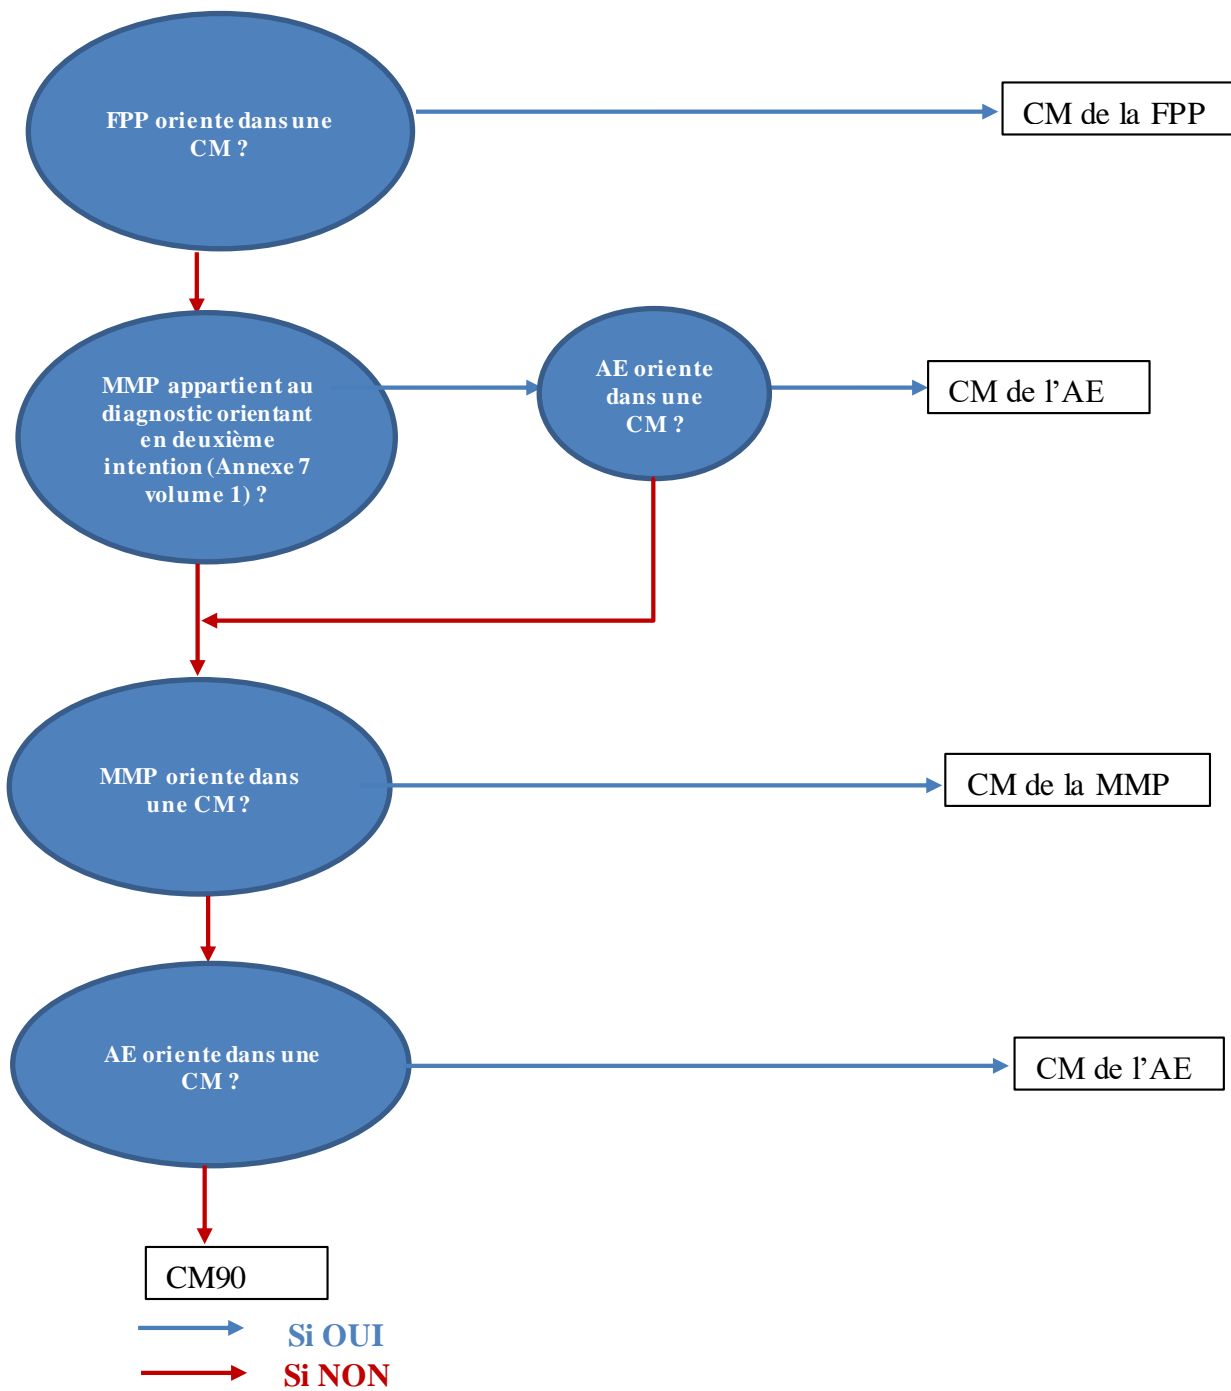 FPP oriente dans une
CM ?
CM de la FPP
MMP appartient au
diagnostic orientant
en deuxième
intention (Annexe 7
volume 1) ?
AE oriente
dans une
CM ?
CM de l’AE
MMP oriente dans
une CM ?
CM de la MMP
AE oriente dans une
CM ?
CM de l’AE
CM90
Si OUI
Si NON